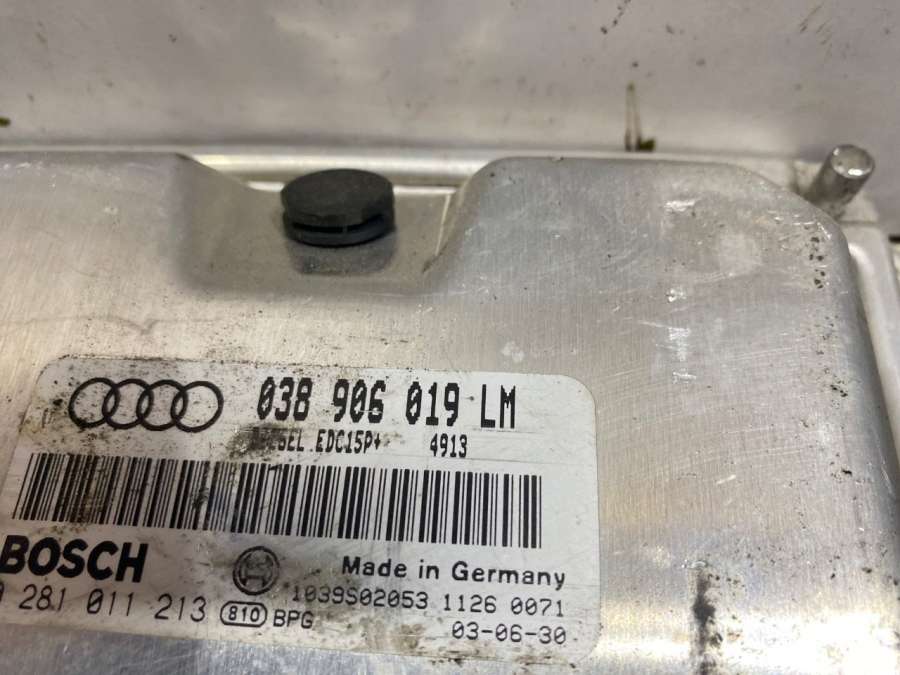 038 906 019 LM
EDC15P+ 4913
BOSCH
Made in Germany
281 011 213 810 BPG
1039S02053 1126 0071
03-06-30